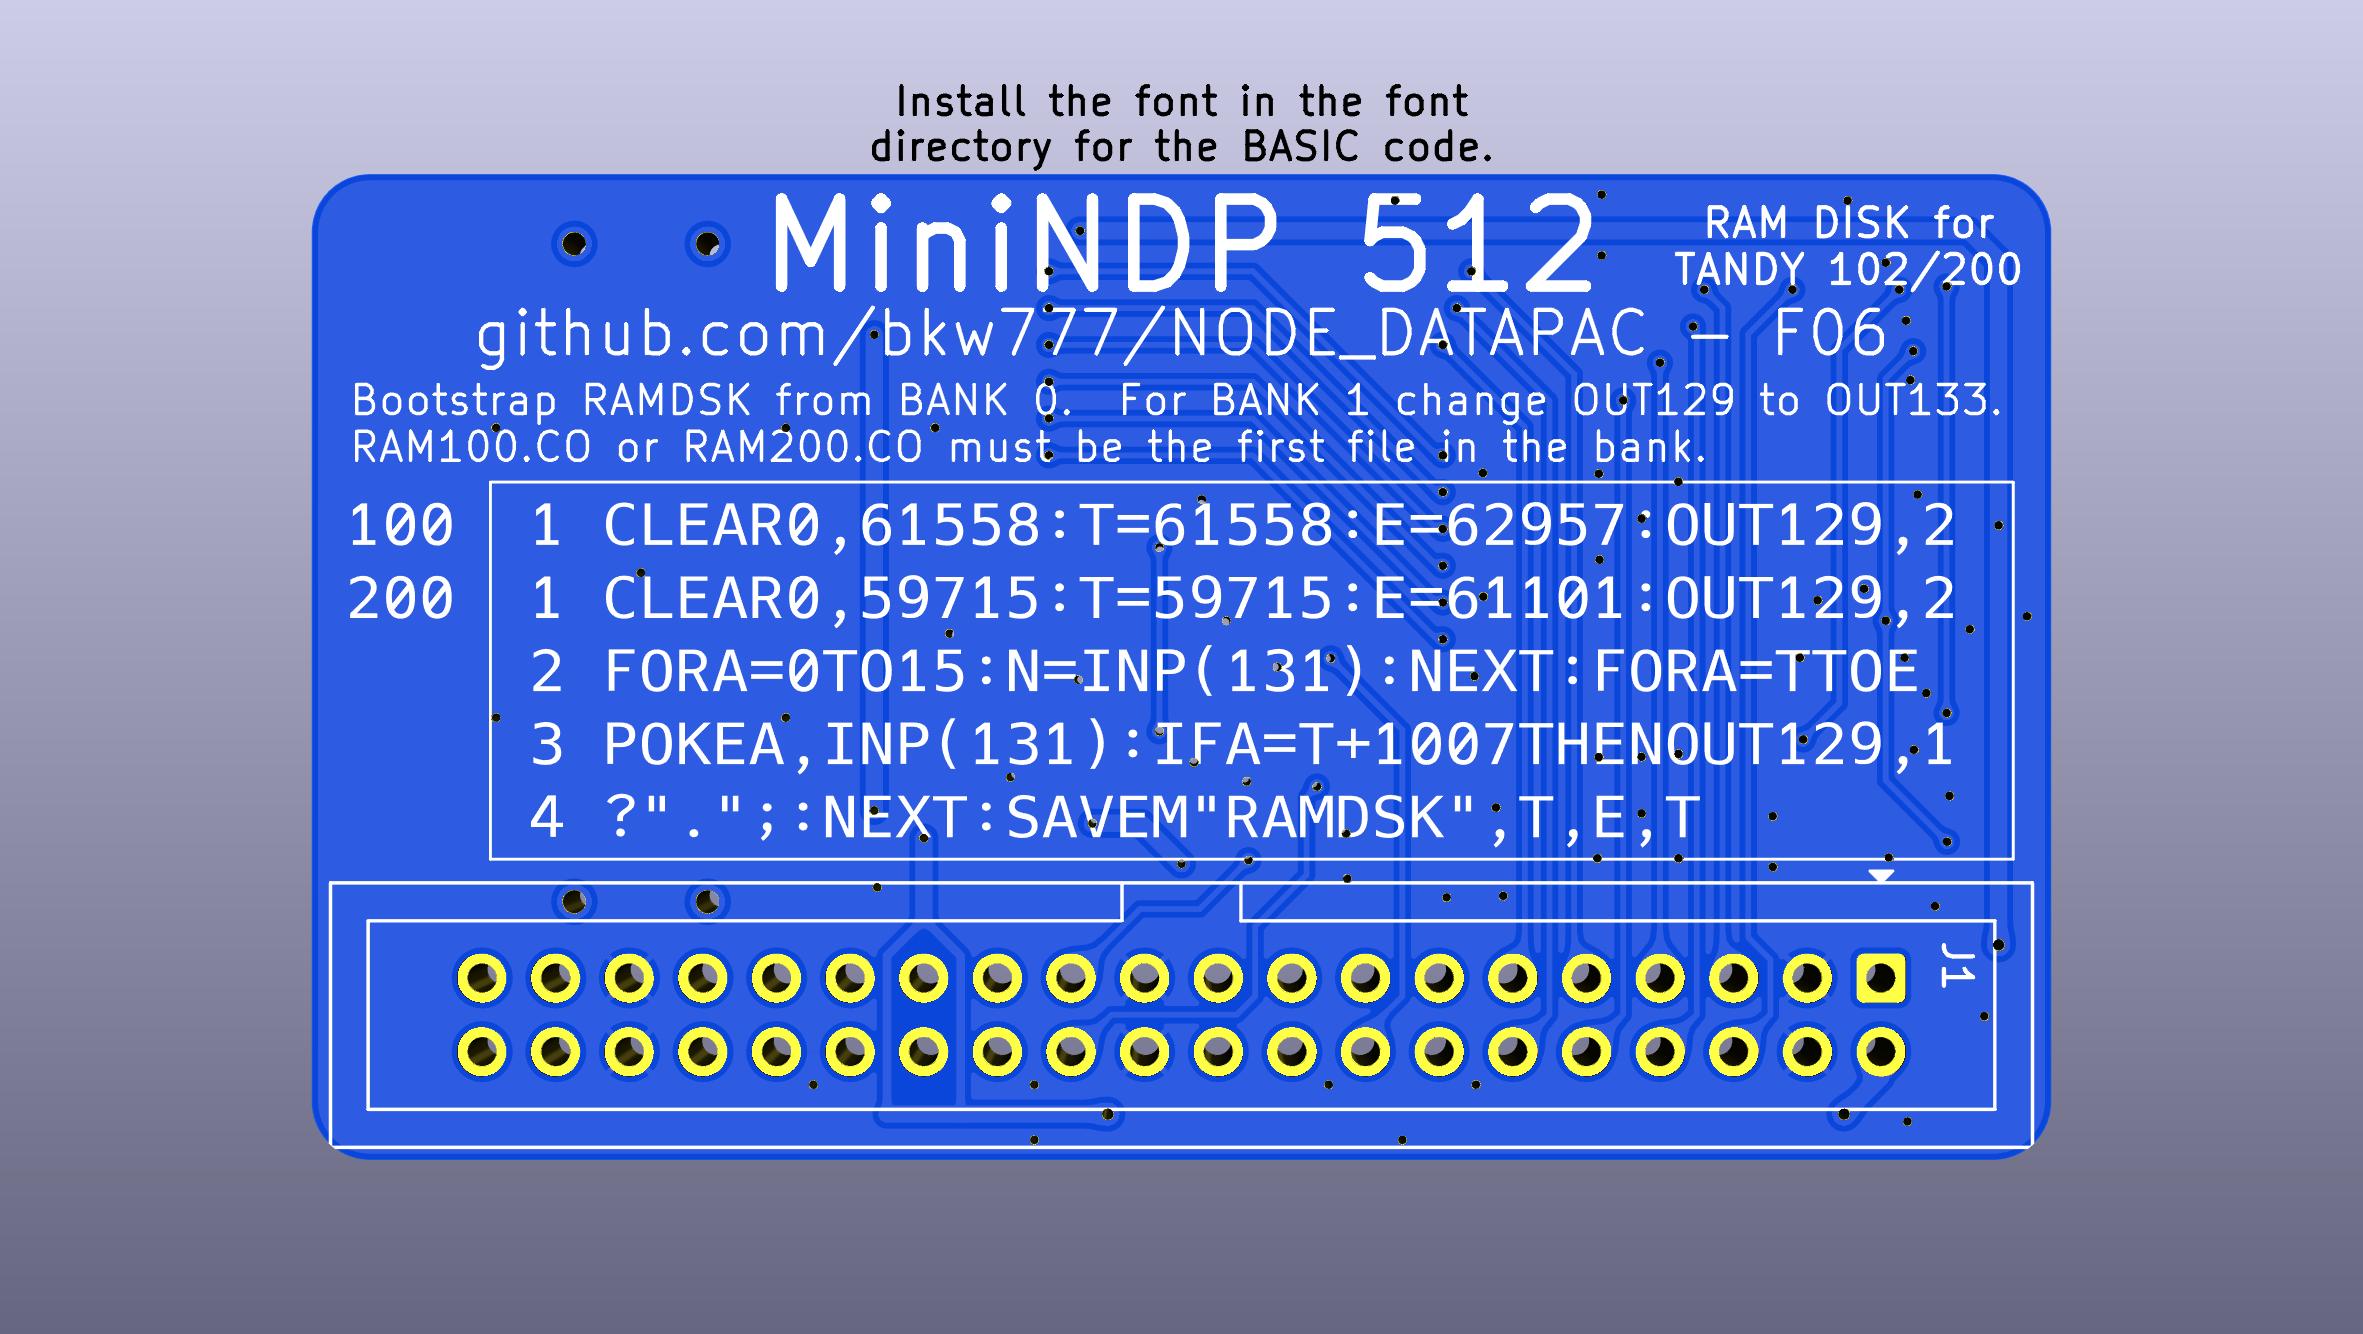 Install the font in the font
directory for the BASIC code.
MiniNDP 512
RAM DISK for
TANDY 102/200
github.com/bkw777/NODE_DATAPAC – F06
Bootstrap RAMDSK from BANK 0.  For BANK 1 change OUT129 to OUT133.
RAM100.CO or RAM200.CO must be the first file in the bank.
100 1 CLEAR0,61558:T=61558:E=62957:OUT129,2
200 1 CLEAR0,59715:T=59715:E=61101:OUT129,2
2 FORA=0TO15:N=INP(131):NEXT:FORA=TTOE
3 POKEA,INP(131):IFA=T+1007THENOUT129,1
4 ?".";:NEXT:SAVEM"RAMDSK",T,E,T
J1